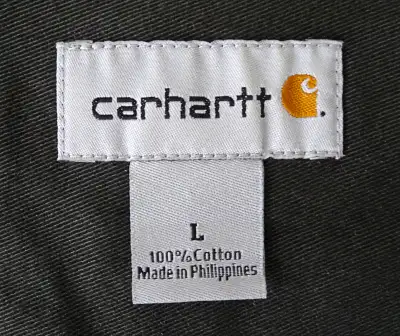 carhartt
L
100% Cotton
Made in Philippines